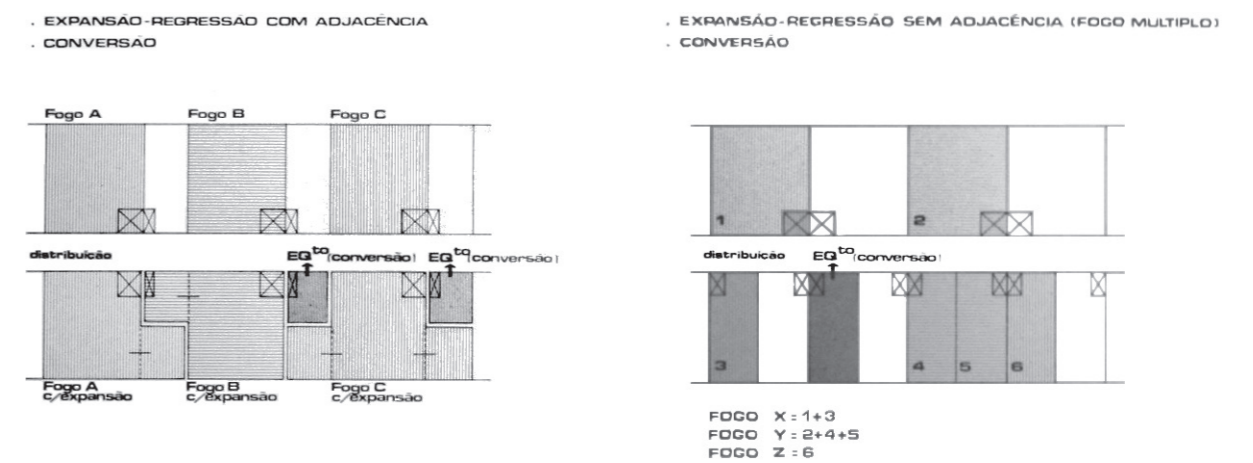 . EXPANSÃO-REGRESSÃO COM ADJACÊNCIA
. CONVERSÃO
Fogo A
Fogo B
Fogo C
distribuição
EQto (conversão)
EQto (conversão)
Fogo A
c/expansão
Fogo B
c/expansão
Fogo C
c/expansão
. EXPANSÃO-REGRESSÃO SEM ADJACÊNCIA (FOGO MULTIPLO)
. CONVERSÃO
1
2
distribuição
EQto (conversão)
3
4
5
6
FOGO X = 1+3
FOGO Y = 2+4+5
FOGO Z = 6